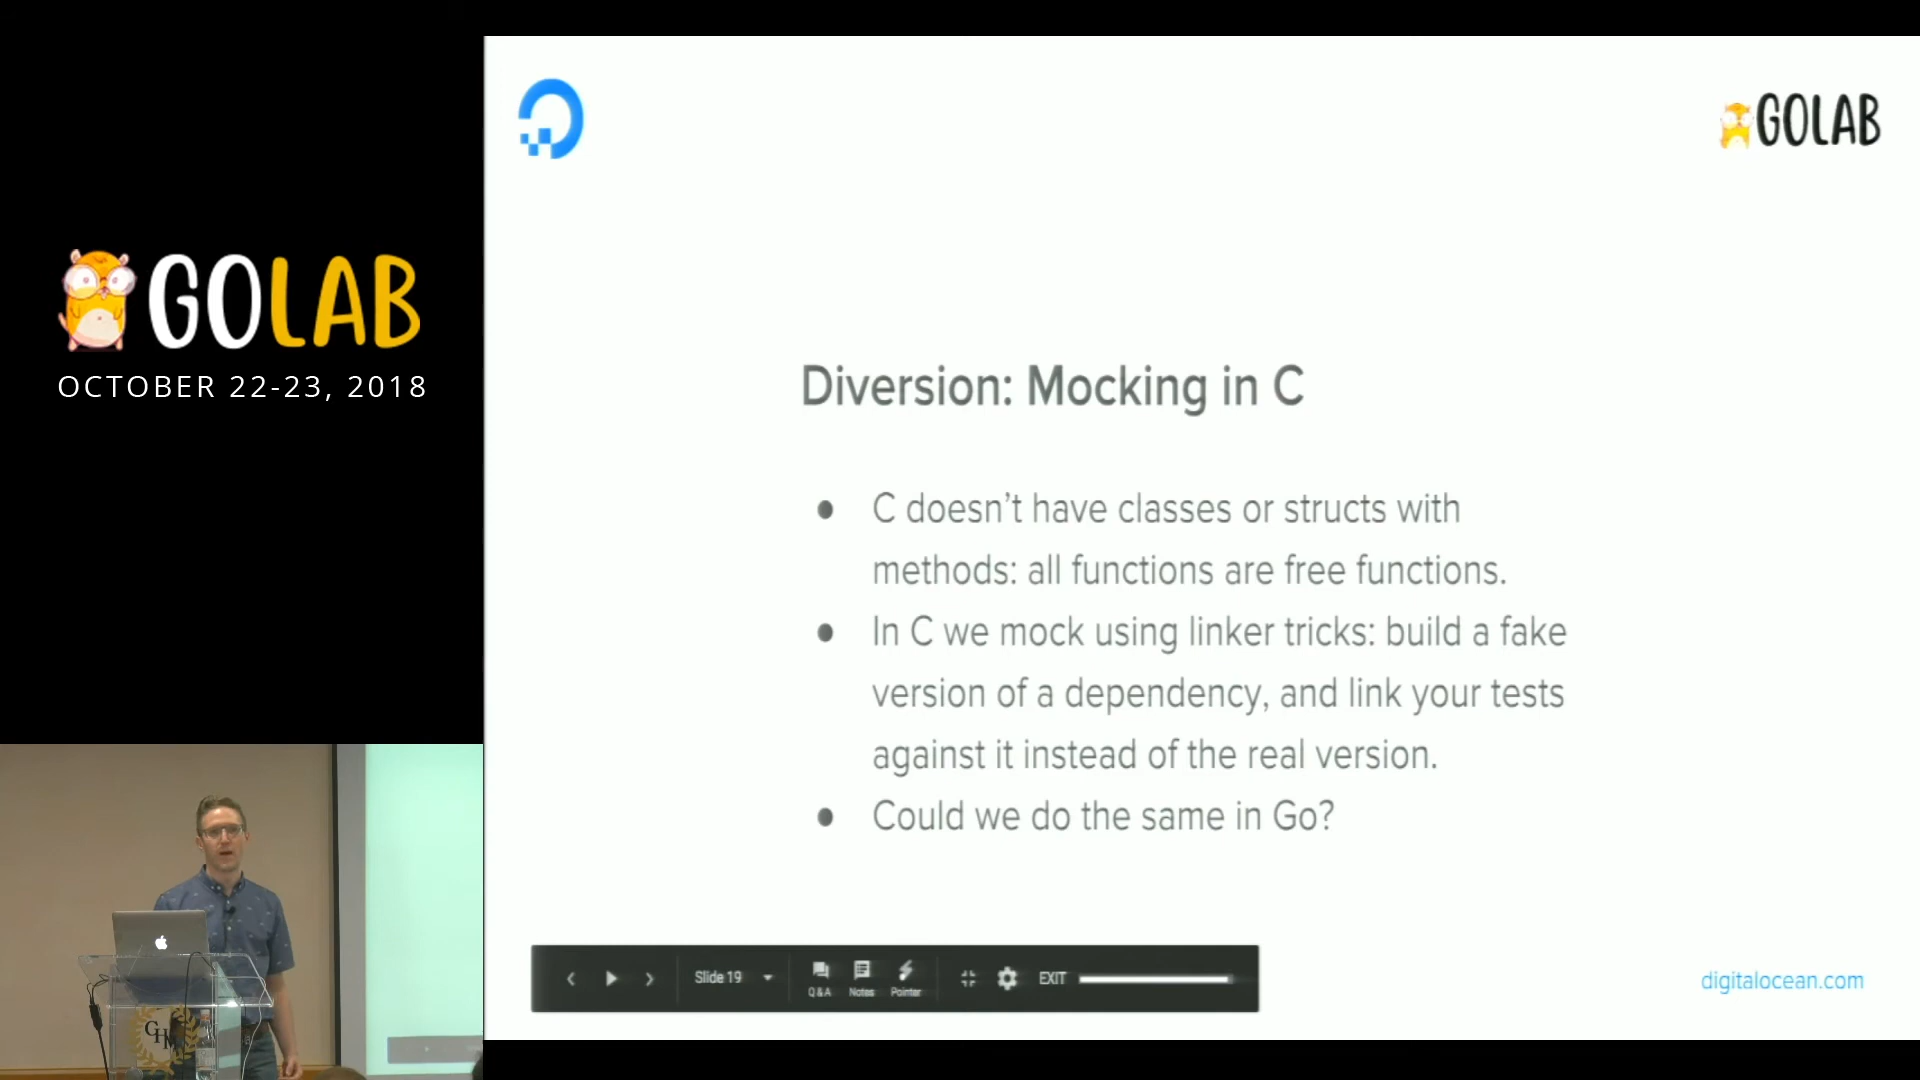 GOLAB
OCTOBER 22-23, 2018
GOLAB
Diversion: Mocking in C
● C doesn't have classes or structs with
methods: all functions are free functions.
● In C we mock using linker tricks: build a fake
version of a dependency, and link your tests
against it instead of the real version.
● Could we do the same in Go?
Slide 19
Q&A
Notes
Pointer
EXIT
digitalocean.com
GHM